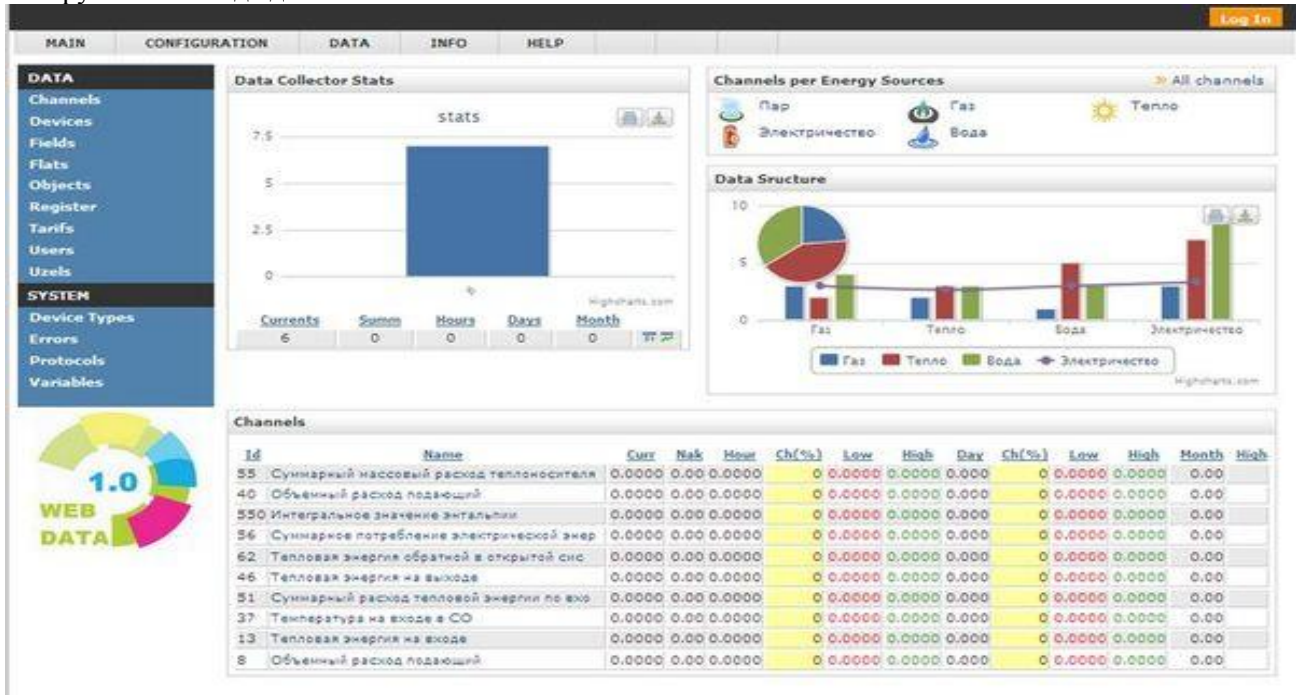 Log In
MAIN CONFIGURATION DATA INFO HELP
DATA
Channels
Devices
Fields
Flats
Objects
Register
Tarifs
Users
Uzels
SYSTEM
Device Types
Errors
Protocols
Variables
1.0
WEB
DATA
Data Collector Stats
stats
7.5
5
2.5
0
Highcharts.com
Currents Summ Hours Days Month
6 0 0 0 0
Channels per Energy Sources » All channels
Пар Газ Тепло
Электричество Вода
Data Sructure
10
5
0
Газ Тепло Вода Электричество
Газ Тепло Вода Электричество
Highcharts.com
Channels
Id Name Curr Nak Hour Ch(%) Low High Day Ch(%) Low High Month High
55 Суммарный массовый расход теплоносителя 0.0000 0.00 0.0000 0 0.0000 0.0000 0.000 0 0.0000 0.0000 0.00
40 Объемный расход подающий 0.0000 0.00 0.0000 0 0.0000 0.0000 0.000 0 0.0000 0.0000 0.00
550 Интегральное значение энтальпии 0.0000 0.00 0.0000 0 0.0000 0.0000 0.000 0 0.0000 0.0000 0.00
56 Суммарное потребление электрической энер 0.0000 0.00 0.0000 0 0.0000 0.0000 0.000 0 0.0000 0.0000 0.00
62 Тепловая энергия обратной в открытой сис 0.0000 0.00 0.0000 0 0.0000 0.0000 0.000 0 0.0000 0.0000 0.00
46 Тепловая энергия на выходе 0.0000 0.00 0.0000 0 0.0000 0.0000 0.000 0 0.0000 0.0000 0.00
51 Суммарный расход тепловой энергии по вхо 0.0000 0.00 0.0000 0 0.0000 0.0000 0.000 0 0.0000 0.0000 0.00
37 Температура на входе в СО 0.0000 0.00 0.0000 0 0.0000 0.0000 0.000 0 0.0000 0.0000 0.00
13 Тепловая энергия на входе 0.0000 0.00 0.0000 0 0.0000 0.0000 0.000 0 0.0000 0.0000 0.00
8 Объемный расход подающий 0.0000 0.00 0.0000 0 0.0000 0.0000 0.000 0 0.0000 0.0000 0.00